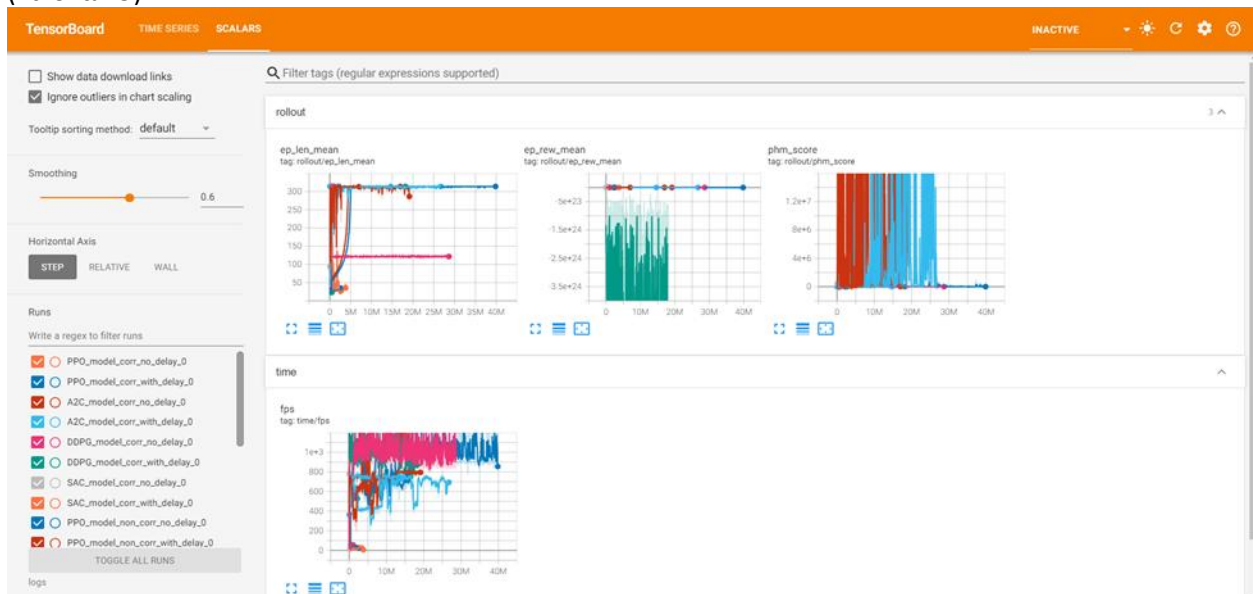 TensorBoard TIME SERIES SCALARS INACTIVE
Show data download links
Ignore outliers in chart scaling
Tooltip sorting method: default
Smoothing
0.6
Horizontal Axis
STEP RELATIVE WALL
Runs
Write a regex to filter runs
PPO_model_corr_no_delay_0
PPO_model_corr_with_delay_0
A2C_model_corr_no_delay_0
A2C_model_corr_with_delay_0
DDPG_model_corr_no_delay_0
DDPG_model_corr_with_delay_0
SAC_model_corr_no_delay_0
SAC_model_corr_with_delay_0
PPO_model_non_corr_no_delay_0
PPO_model_non_corr_with_delay_0
TOGGLE ALL RUNS
logs
Filter tags (regular expressions supported)
rollout 3
ep_len_mean
tag: rollout/ep_len_mean
300
250
200
150
100
50
0 5M 10M 15M 20M 25M 30M 35M 40M
ep_rew_mean
tag: rollout/ep_rew_mean
-5e+23
-1.5e+24
-2.5e+24
-3.5e+24
0 10M 20M 30M 40M
phm_score
tag: rollout/phm_score
1.2e+7
8e+6
4e+6
0
0 10M 20M 30M 40M
time
fps
tag: time/fps
1e+3
800
600
400
200
0
0 10M 20M 30M 40M